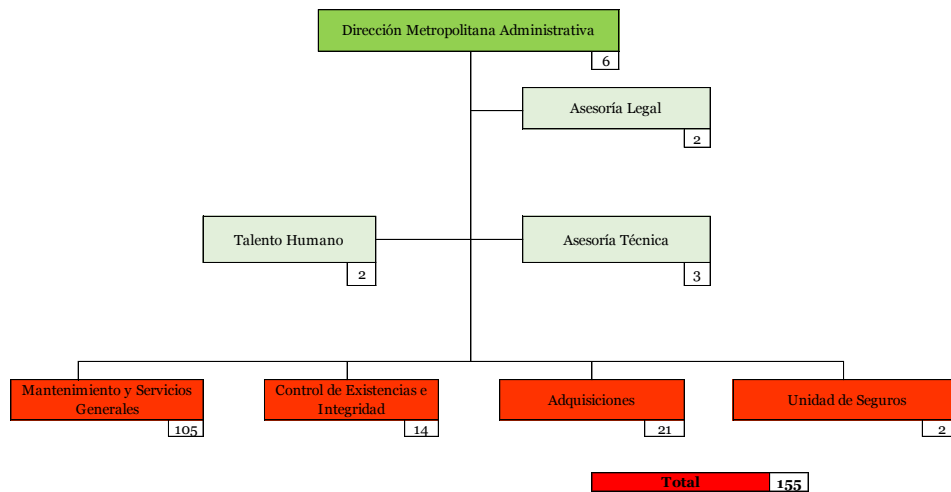 Dirección Metropolitana Administrativa
6
Asesoría Legal
2
Talento Humano
2
Asesoría Técnica
3
Mantenimiento y Servicios
Generales
105
Control de Existencias e
Integridad
14
Adquisiciones
21
Unidad de Seguros
2
Total 155